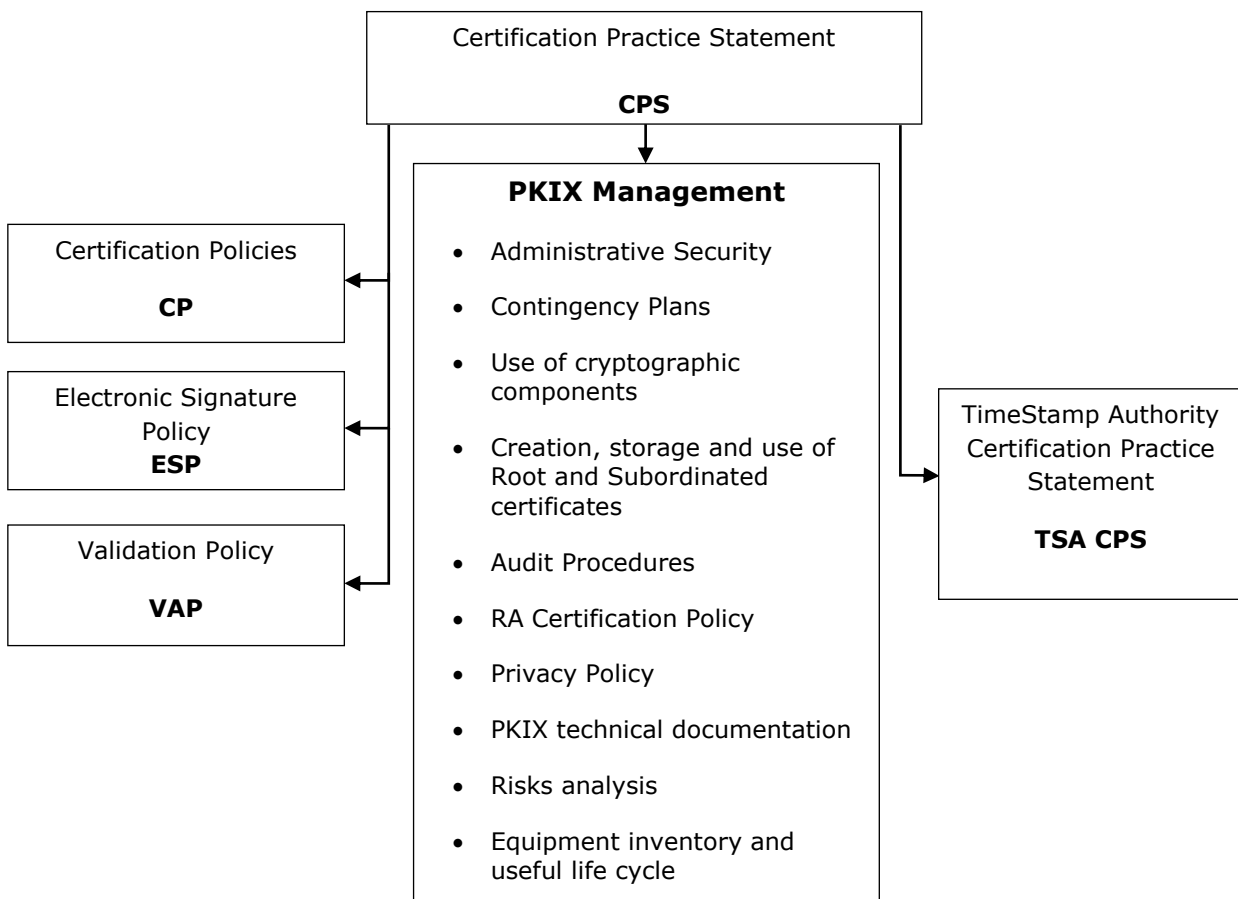 Certification Practice Statement
CPS
PKIX Management
• Administrative Security
• Contingency Plans
• Use of cryptographic
components
• Creation, storage and use of
Root and Subordinated
certificates
• Audit Procedures
• RA Certification Policy
• Privacy Policy
• PKIX technical documentation
• Risks analysis
• Equipment inventory and
useful life cycle
Certification Policies
CP
Electronic Signature
Policy
ESP
Validation Policy
VAP
TimeStamp Authority
Certification Practice
Statement
TSA CPS